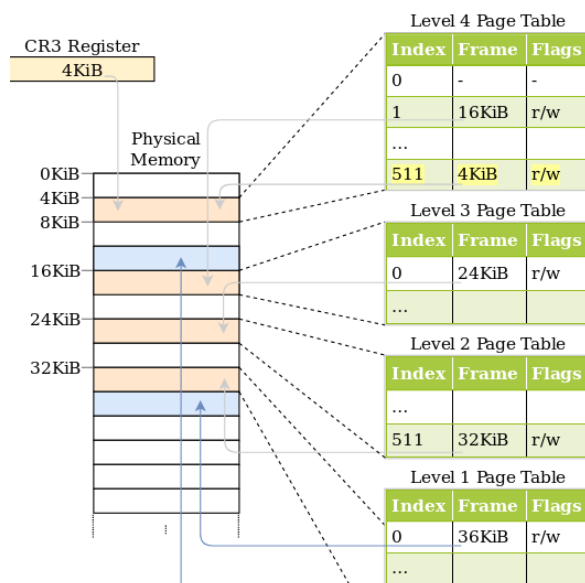 CR3 Register
4KiB
Physical
Memory
0KiB
4KiB
8KiB
16KiB
24KiB
32KiB
Level 4 Page Table
Index Frame Flags
0 - -
1 16KiB r/w
...
511 4KiB r/w
Level 3 Page Table
Index Frame Flags
0 24KiB r/w
...
Level 2 Page Table
Index Frame Flags
...
511 32KiB r/w
Level 1 Page Table
Index Frame Flags
0 36KiB r/w
...